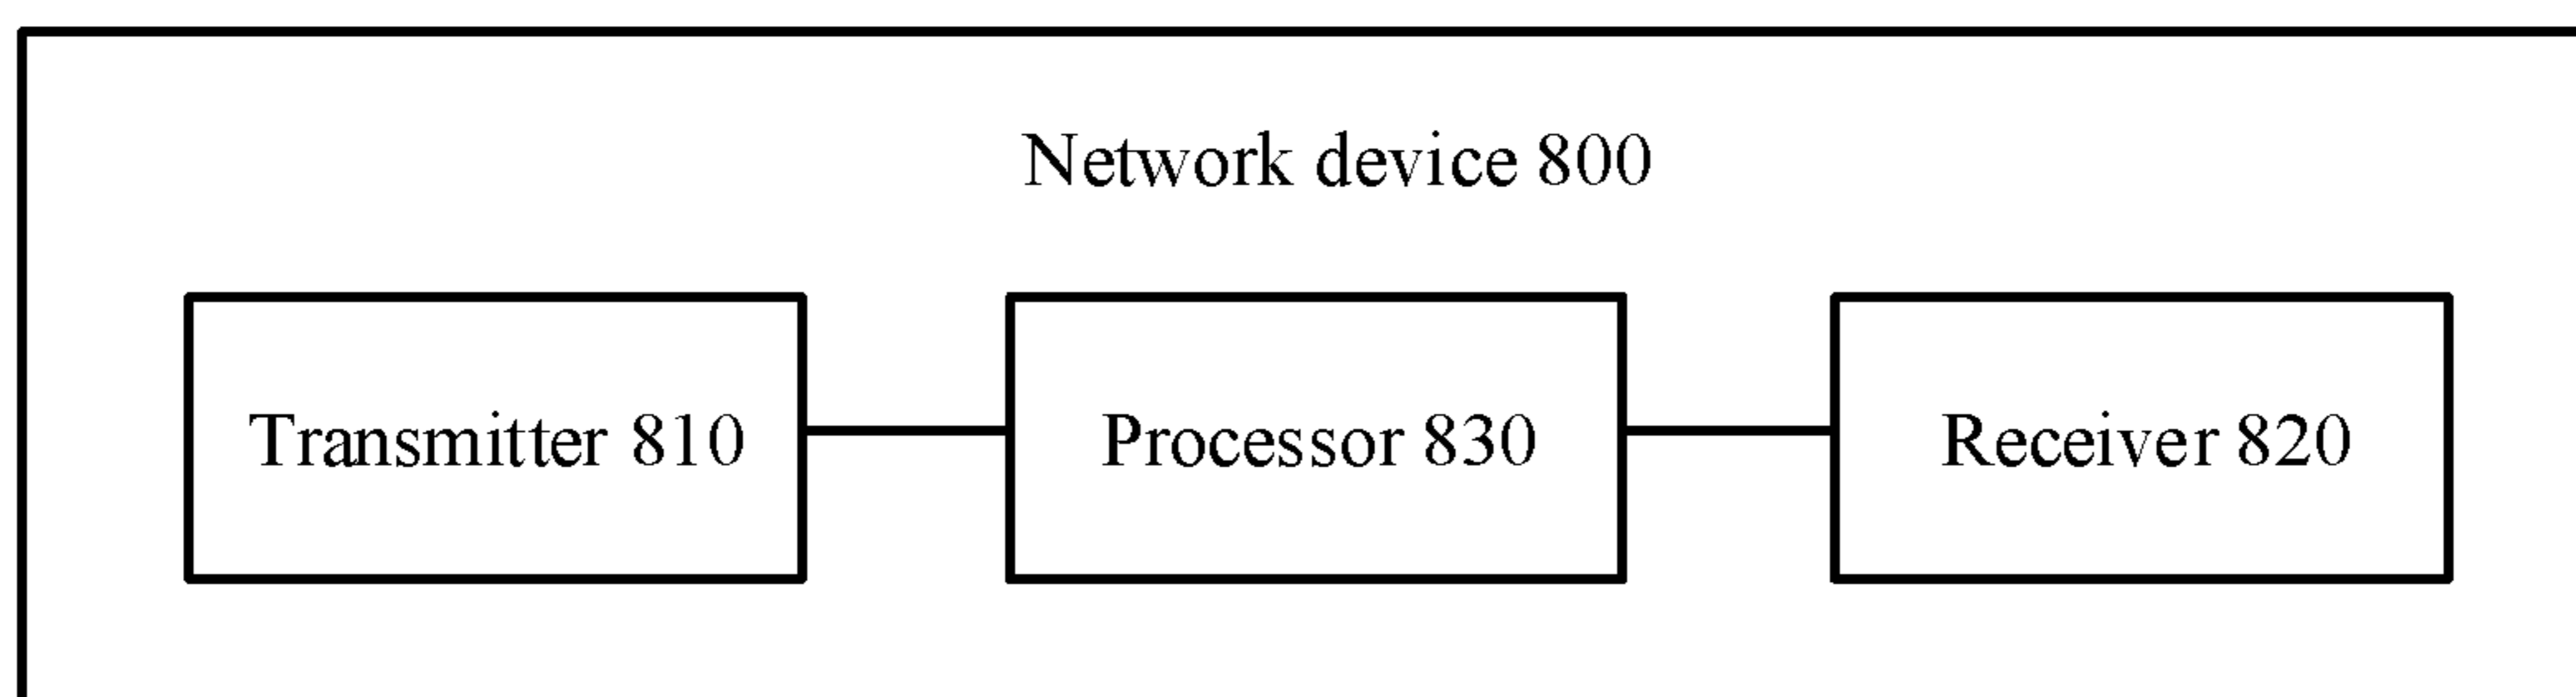 Network device 800
Transmitter 810
Processor 830
Receiver 820